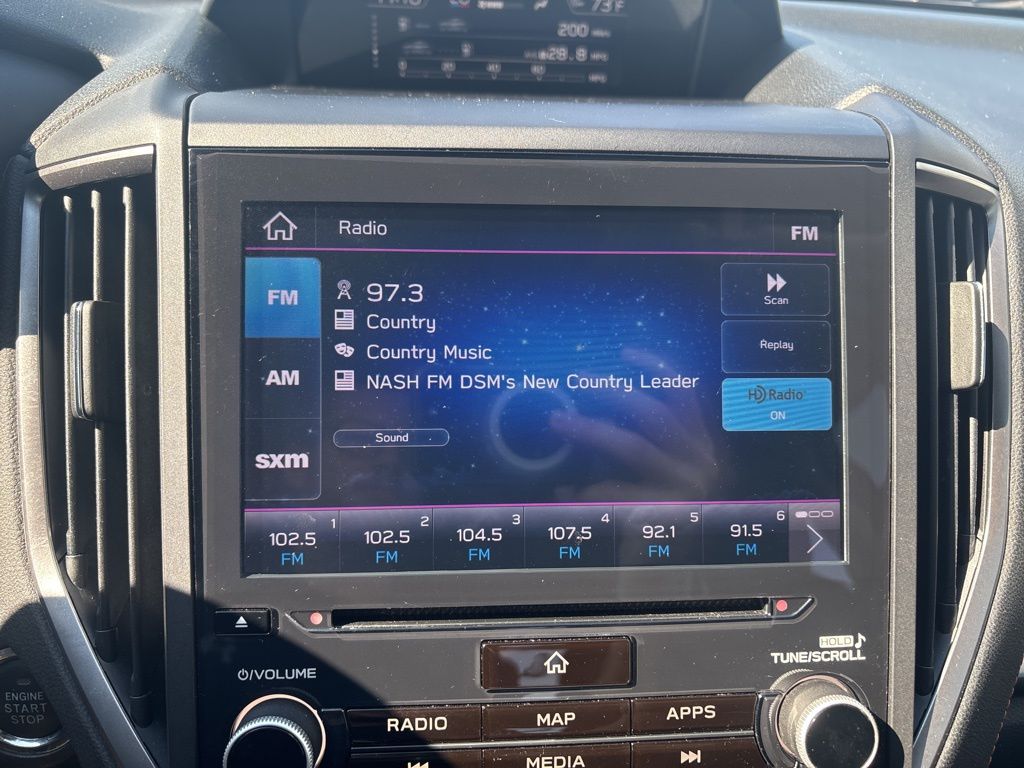 73°F
200
28.8
Radio
FM
FM
AM
sxm
97.3
Country
Country Music
NASH FM DSM's New Country Leader
Sound
Scan
Replay
HD Radio
ON
1
102.5
FM
2
102.5
FM
3
104.5
FM
4
107.5
FM
5
92.1
FM
6
91.5
FM
HOLD
TUNE/SCROLL
/VOLUME
ENGINE
START
STOP
RADIO
MAP
APPS
MEDIA